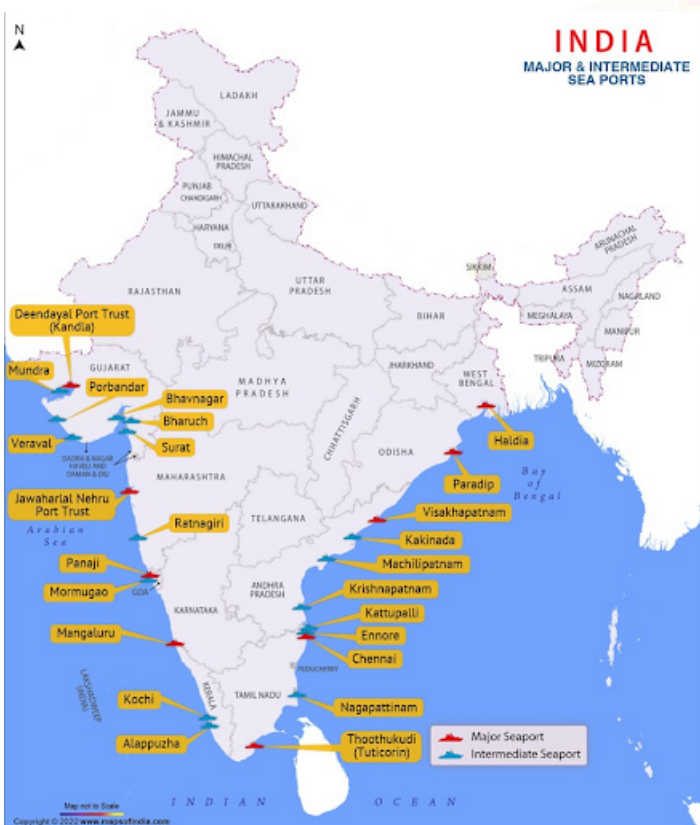 N
INDIA
MAJOR & INTERMEDIATE
SEA PORTS
LADAKH
JAMMU
& KASHMIR
HIMACHAL
PRADESH
PUNJAB
CHANDIGARH
UTTARAKHAND
HARYANA
DELHI
ARUNACHAL
PRADESH
SIKKIM
RAJASTHAN
UTTAR
PRADESH
ASSAM
NAGALAND
BIHAR
MEGHALAYA
MANIPUR
Deendayal Port Trust
(Kandla)
GUJARAT
JHARKHAND
TRIPURA
MIZORAM
WEST
BENGAL
Mundra
Porbandar
MADHYA
PRADESH
Bhavnagar
CHHATTISGARH
Bharuch
Veraval
Surat
Haldia
DADRA & NAGAR
HAVELI AND
DAMAN & DIU
ODISHA
MAHARASHTRA
Paradip
Bay
of
Bengal
Jawaharlal Nehru
Port Trust
Visakhapatnam
Arabian
Sea
Ratnagiri
TELANGANA
Kakinada
Panaji
Machilipatnam
Mormugao
GOA
ANDHRA
PRADESH
Krishnapatnam
KARNATAKA
Kattupalli
Mangaluru
Ennore
Chennai
PUDUCHERRY
LAKSHADWEEP
(INDIA)
KERALA
TAMIL NADU
Kochi
Nagapattinam
Alappuzha
Thoothukudi
(Tuticorin)
Major Seaport
Intermediate Seaport
INDIAN OCEAN
Map not to Scale
Copyright © 2022 www.mapsofindia.com